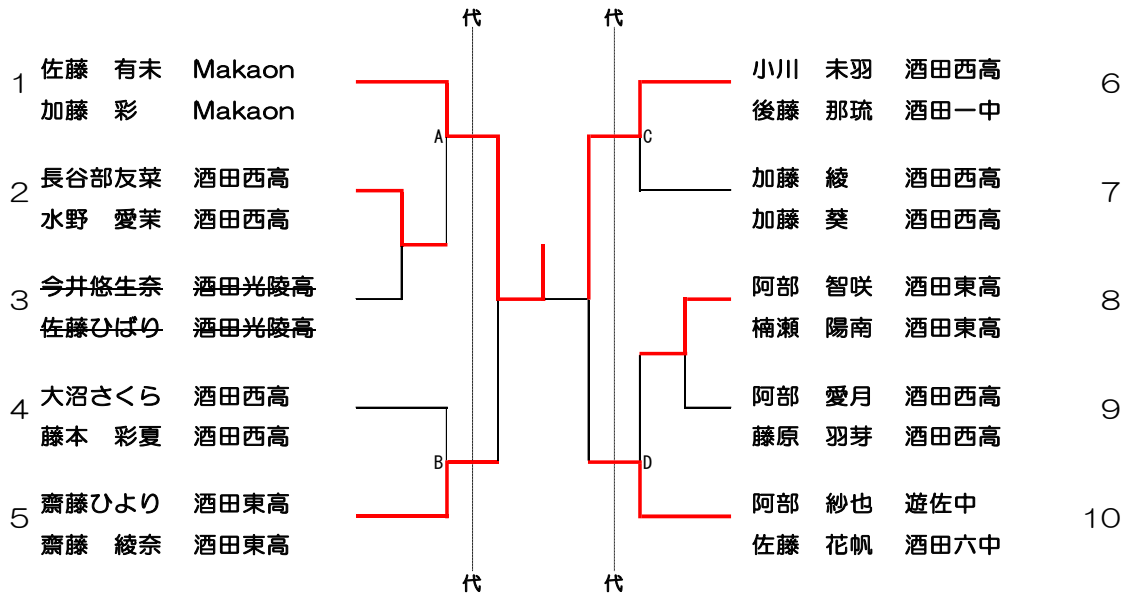 代 代
1 佐藤 有未 Makaon
加藤 彩 Makaon
A
2 長谷部友菜 酒田西高
水野 愛茉 酒田西高
3 今井悠生奈 酒田光陵高
佐藤ひばり 酒田光陵高
4 大沼さくら 酒田西高
藤本 彩夏 酒田西高
B
5 齋藤ひより 酒田東高
齋藤 綾奈 酒田東高
小川 未羽 酒田西高 6
後藤 那琉 酒田一中
C
加藤 綾 酒田西高 7
加藤 葵 酒田西高
阿部 智咲 酒田東高 8
楠瀬 陽南 酒田東高
阿部 愛月 酒田西高 9
藤原 羽芽 酒田西高
D
阿部 紗也 遊佐中 10
佐藤 花帆 酒田六中
代 代